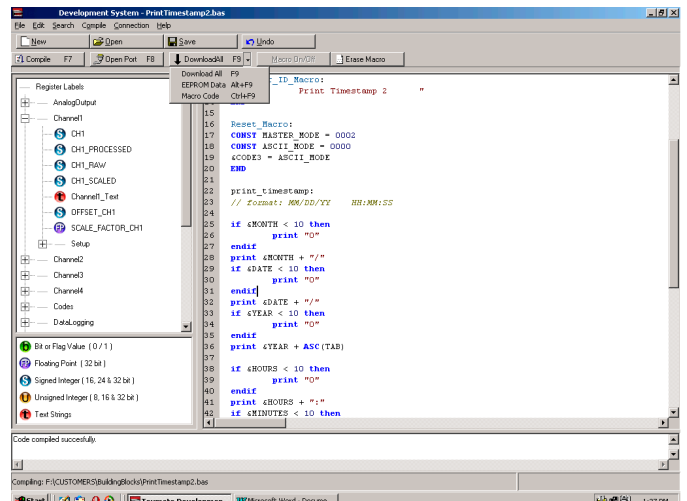 Development System - PrintTimestamp2.bas
File Edit Search Compile Connection Help
New Open Save Undo
Compile F7 Open Port F8 DownloadAll F9 Macro On/Off Erase Macro
Download All F9
EEPROM Data Alt+F9
Macro Code Ctrl+F9
Register Labels
AnalogOutput
Channel1
CH1
CH1_PROCESSED
CH1_RAW
CH1_SCALED
Channel1_Text
OFFSET_CH1
SCALE_FACTOR_CH1
Setup
Channel2
Channel3
Channel4
Codes
DataLogging
Bit or Flag Value ( 0 / 1 )
Floating Point ( 32 bit )
Signed Integer ( 16, 24 & 32 bit )
Unsigned Integer ( 8, 16 & 32 bit )
Text Strings
_ID_Macro:
Print Timestamp 2 "
15
16 Reset_Macro:
17 CONST MASTER_MODE = 0002
18 CONST ASCII_MODE = 0000
19 &CODE3 = ASCII_MODE
20 END
21
22 print_timestamp:
23 // format: MM/DD/YY HH:MM:SS
24
25 if &MONTH < 10 then
26 print "0"
27 endif
28 print &MONTH + "/"
29 if &DATE < 10 then
30 print "0"
31 endif
32 print &DATE + "/"
33 if &YEAR < 10 then
34 print "0"
35 endif
36 print &YEAR + ASC(TAB)
37
38 if &HOURS < 10 then
39 print "0"
40 endif
41 print &HOURS + ":"
42 if &MINUTES < 10 then
Code compiled succesfully.
Compiling: F:\CUSTOMERS\BuildingBlocks\PrintTimestamp2.bas
Start Microsoft Word - Docume... 1:27 PM